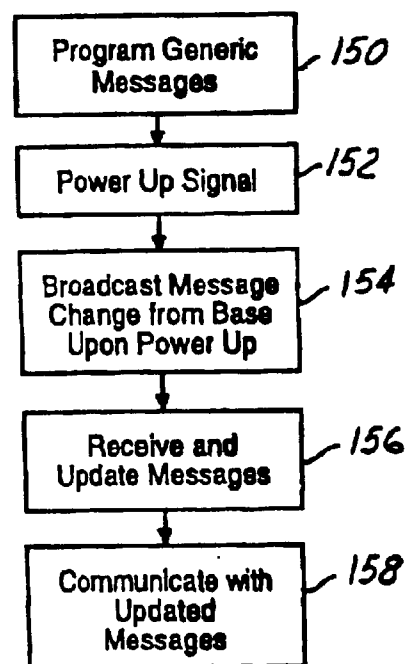 Program Generic
Messages
150
Power Up Signal
152
Broadcast Message
Change from Base
Upon Power Up
154
Receive and
Update Messages
156
Communicate with
Updated
Messages
158